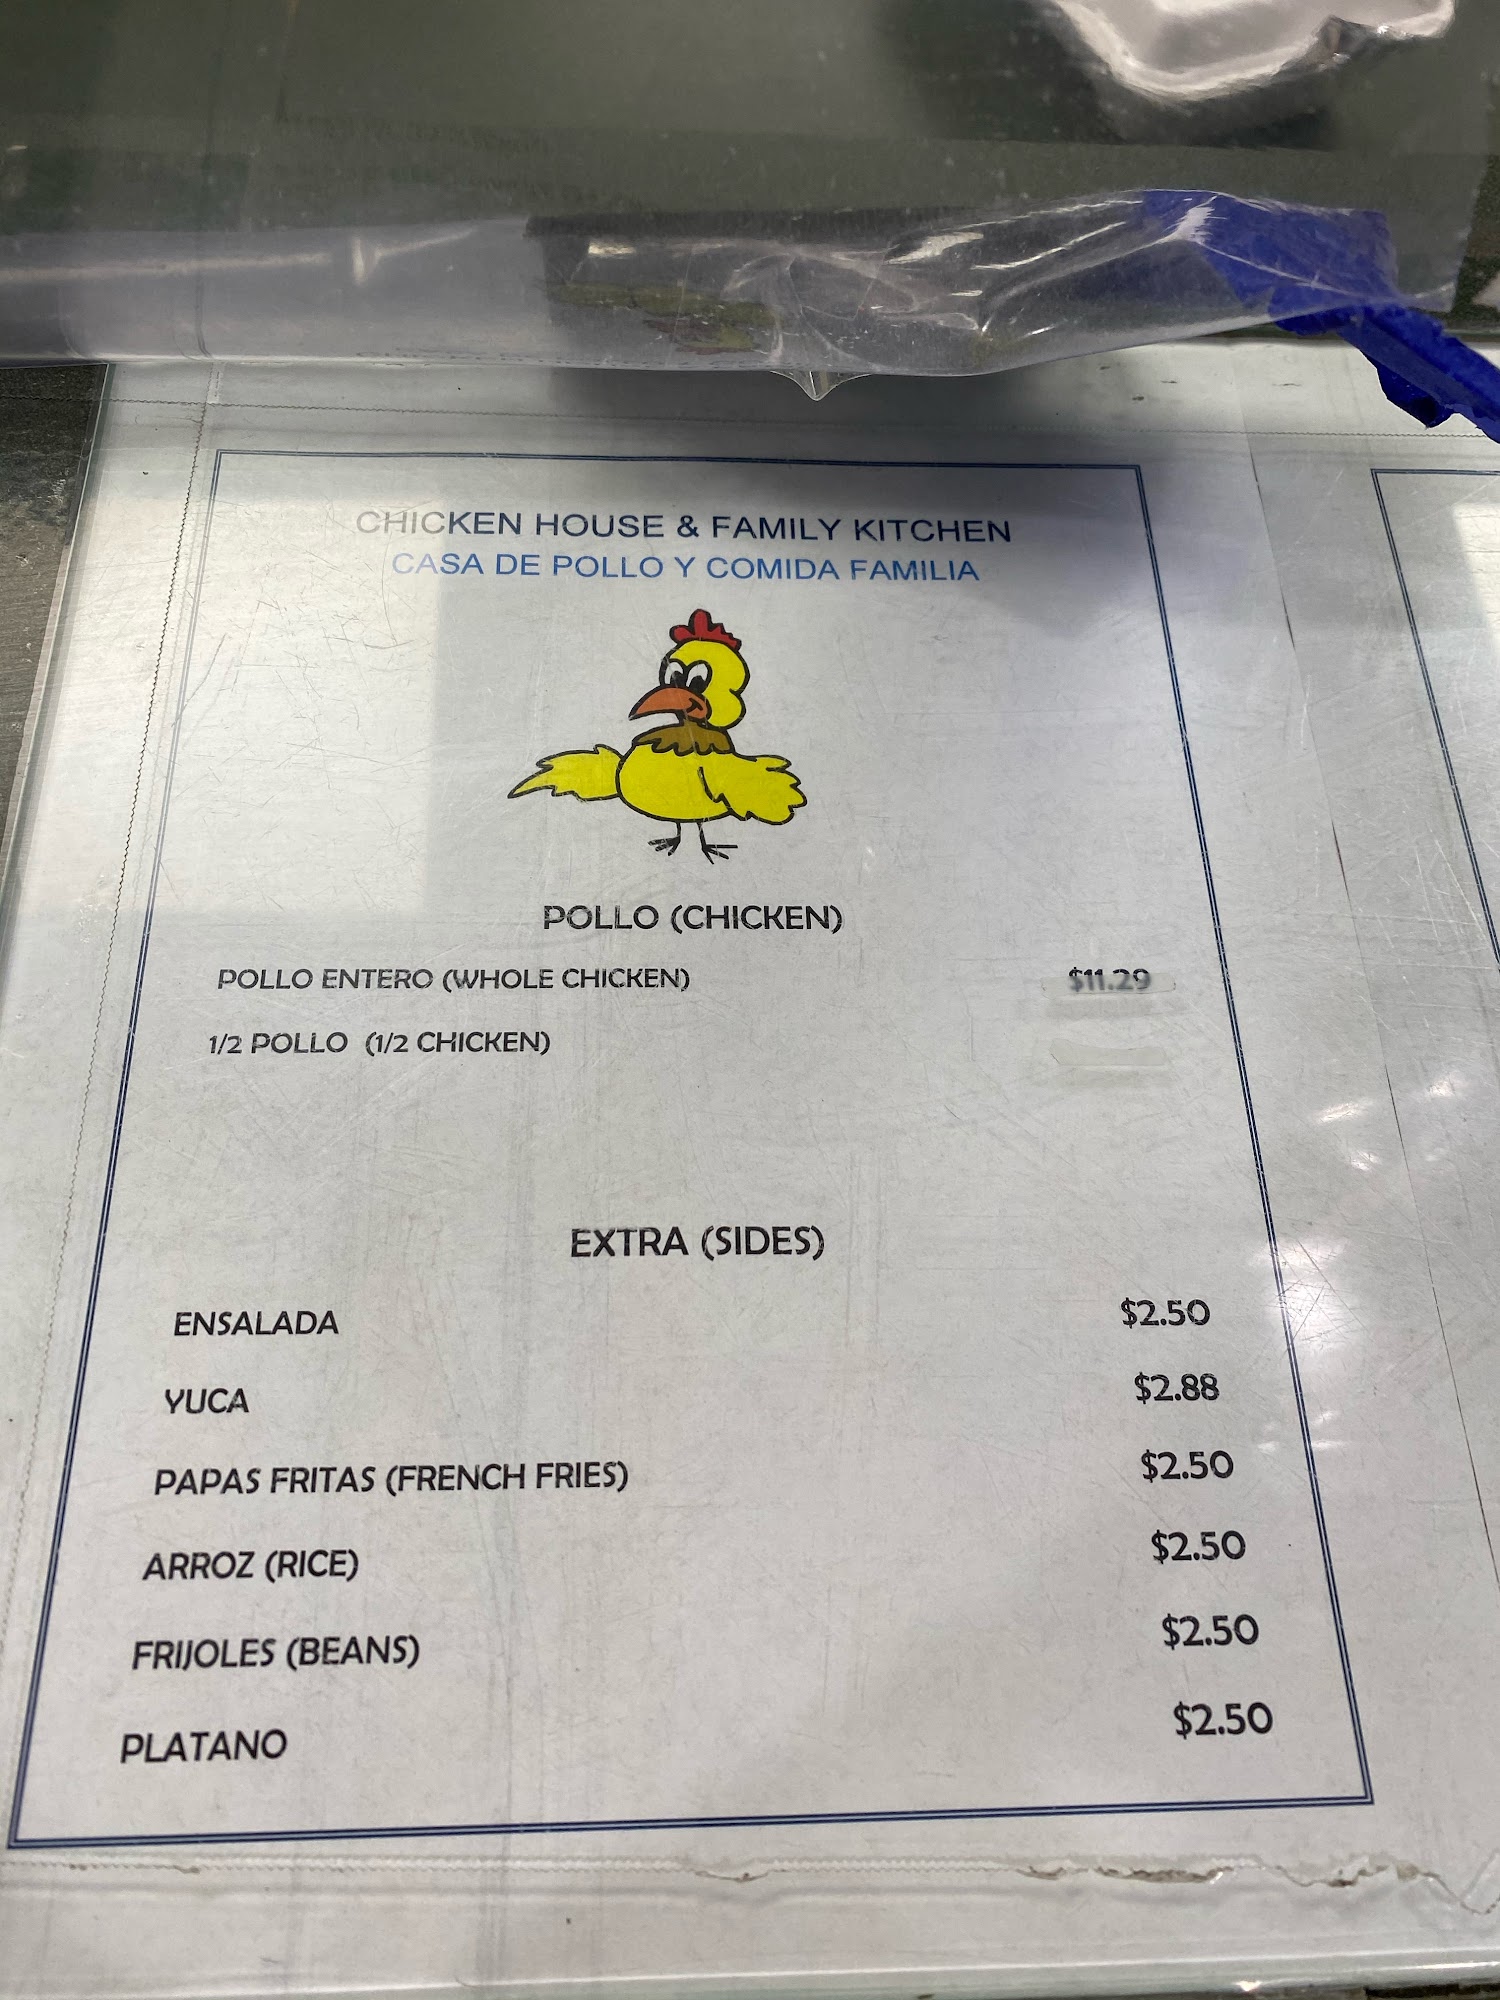 CHICKEN HOUSE & FAMILY KITCHEN
CASA DE POLLO Y COMIDA FAMILIA
POLLO (CHICKEN)
POLLO ENTERO (WHOLE CHICKEN) $11.29
1/2 POLLO (1/2 CHICKEN)
EXTRA (SIDES)
ENSALADA $2.50
YUCA $2.88
PAPAS FRITAS (FRENCH FRIES) $2.50
ARROZ (RICE) $2.50
FRIJOLES (BEANS) $2.50
PLATANO $2.50